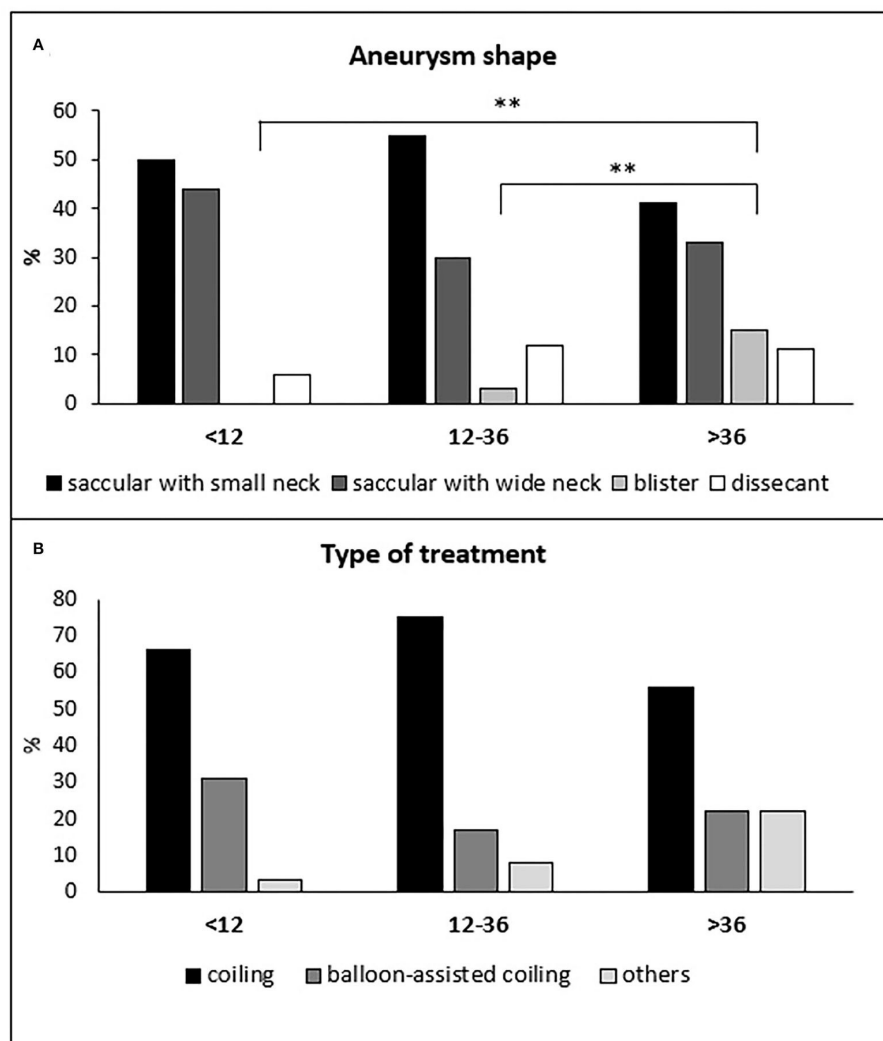 A
Aneurysm shape
60
50
40
30
20
10
0
%
**
**
<12 12-36 >36
saccular with small neck saccular with wide neck blister dissecant
B
Type of treatment
80
70
60
50
40
30
20
10
0
%
<12 12-36 >36
coiling balloon-assisted coiling others